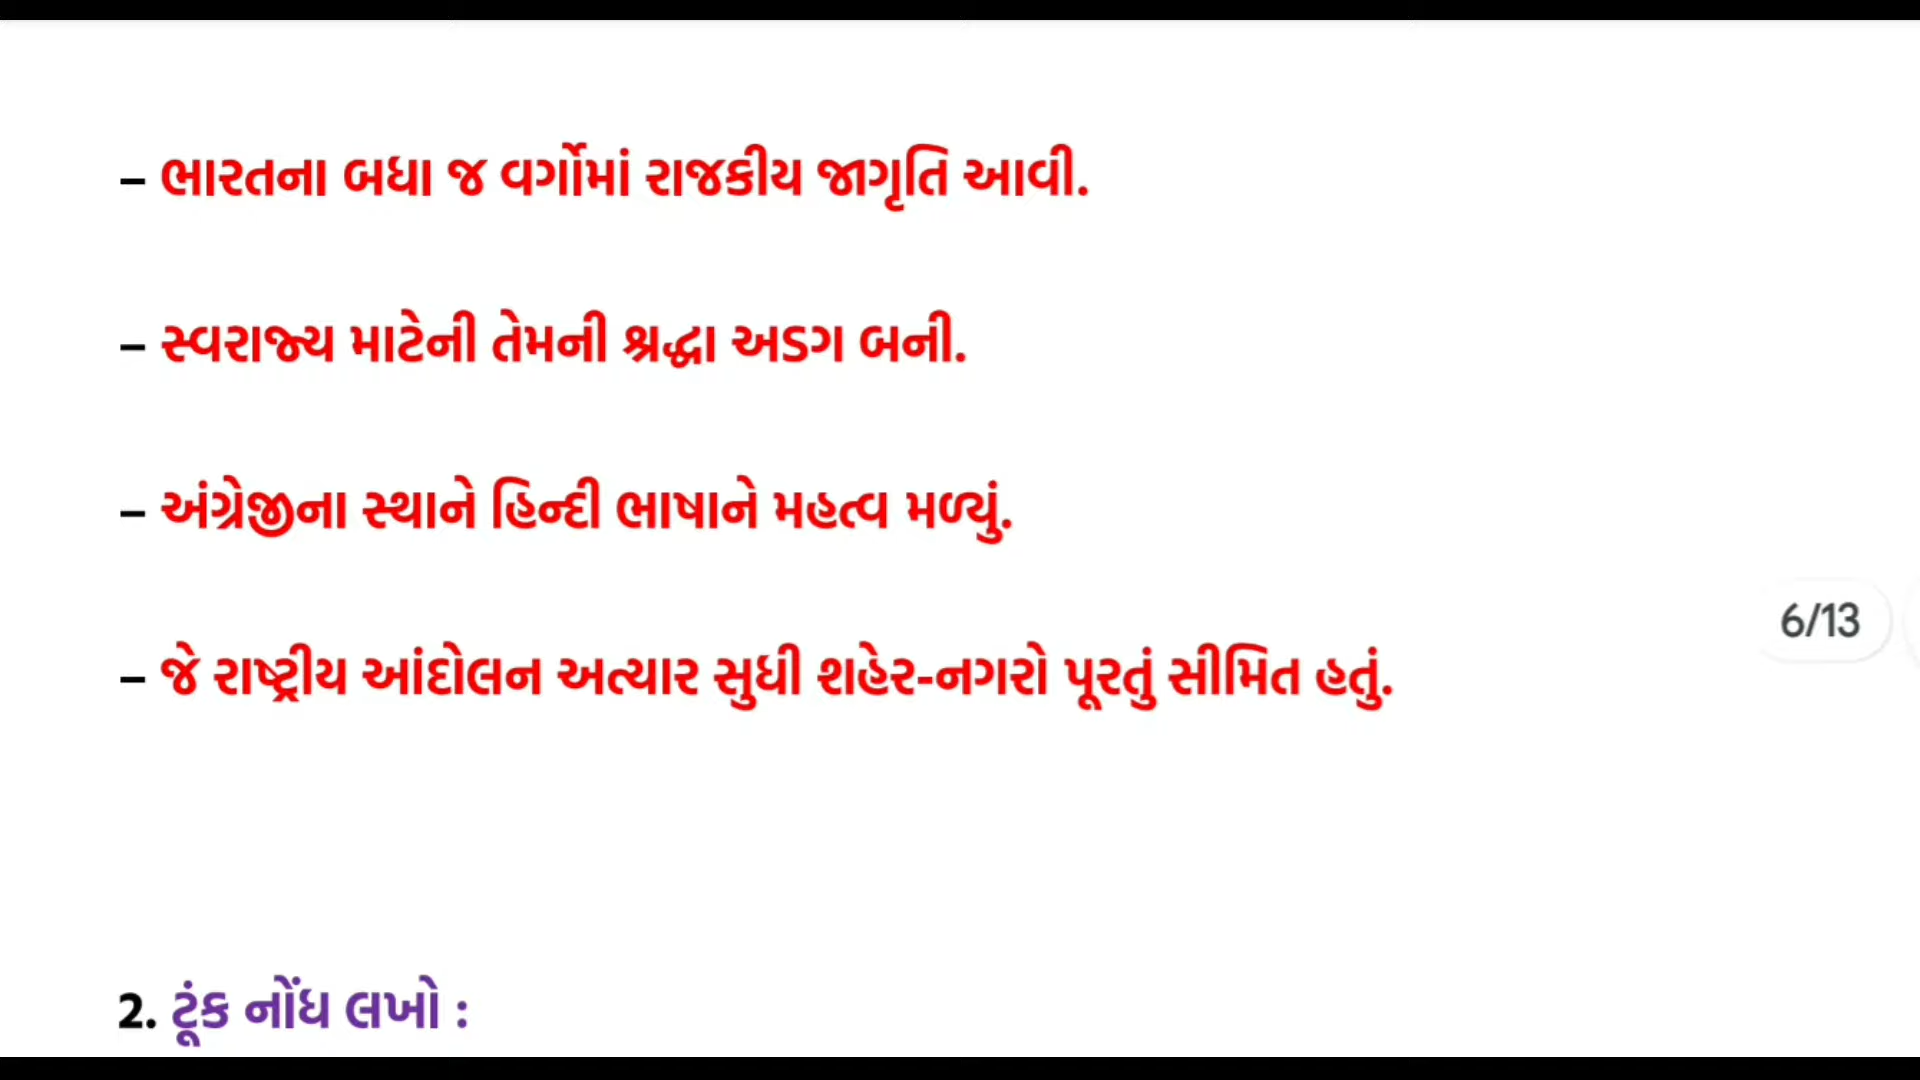 – ભારતના બધા જ વર્ગોમાં રાજકીય જાગૃતિ આવી.
– સ્વરાજ્ય માટેની તેમની શ્રદ્ધા અડગ બની.
– અંગ્રેજીના સ્થાને હિન્દી ભાષાને મહત્વ મળ્યું.
6/13
– જે રાષ્ટ્રીય આંદોલન અત્યાર સુધી શહેર-નગરો પૂરતું સીમિત હતું.
2. ટૂંક નોંધ લખો :